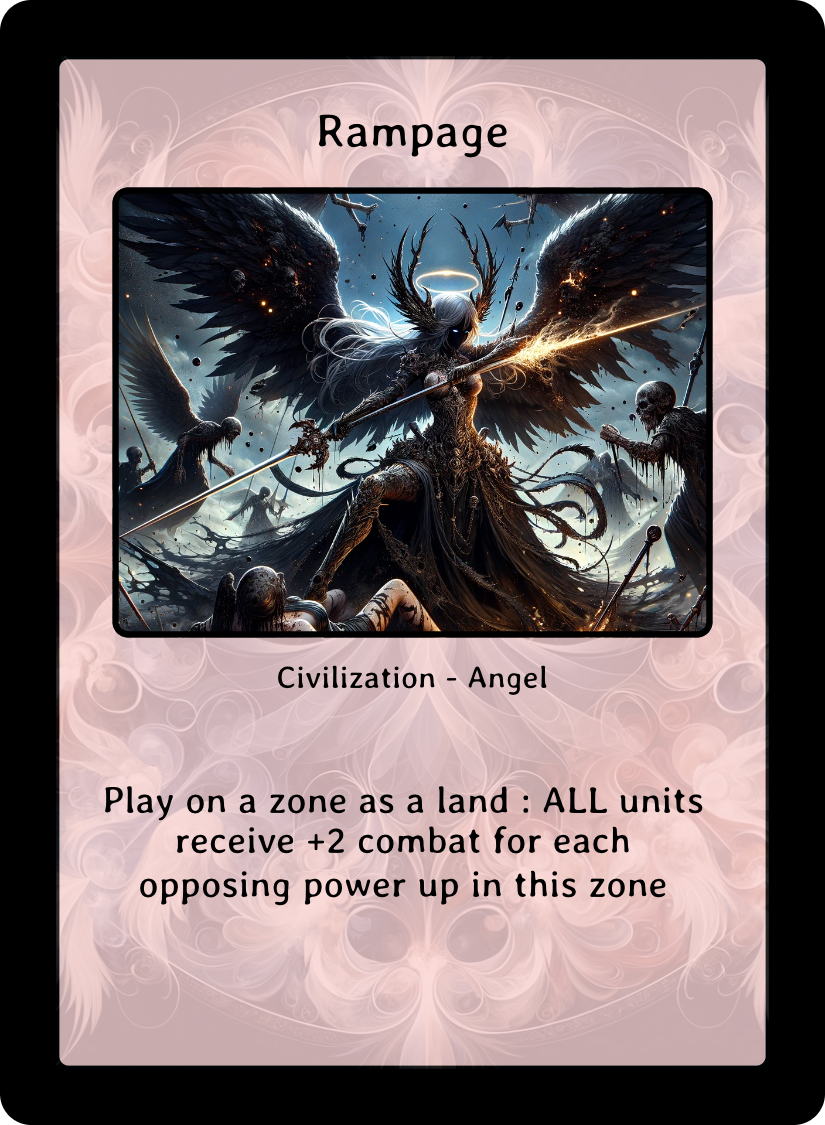 Rampage
Civilization - Angel
Play on a zone as a land : ALL units
receive +2 combat for each
opposing power up in this zone